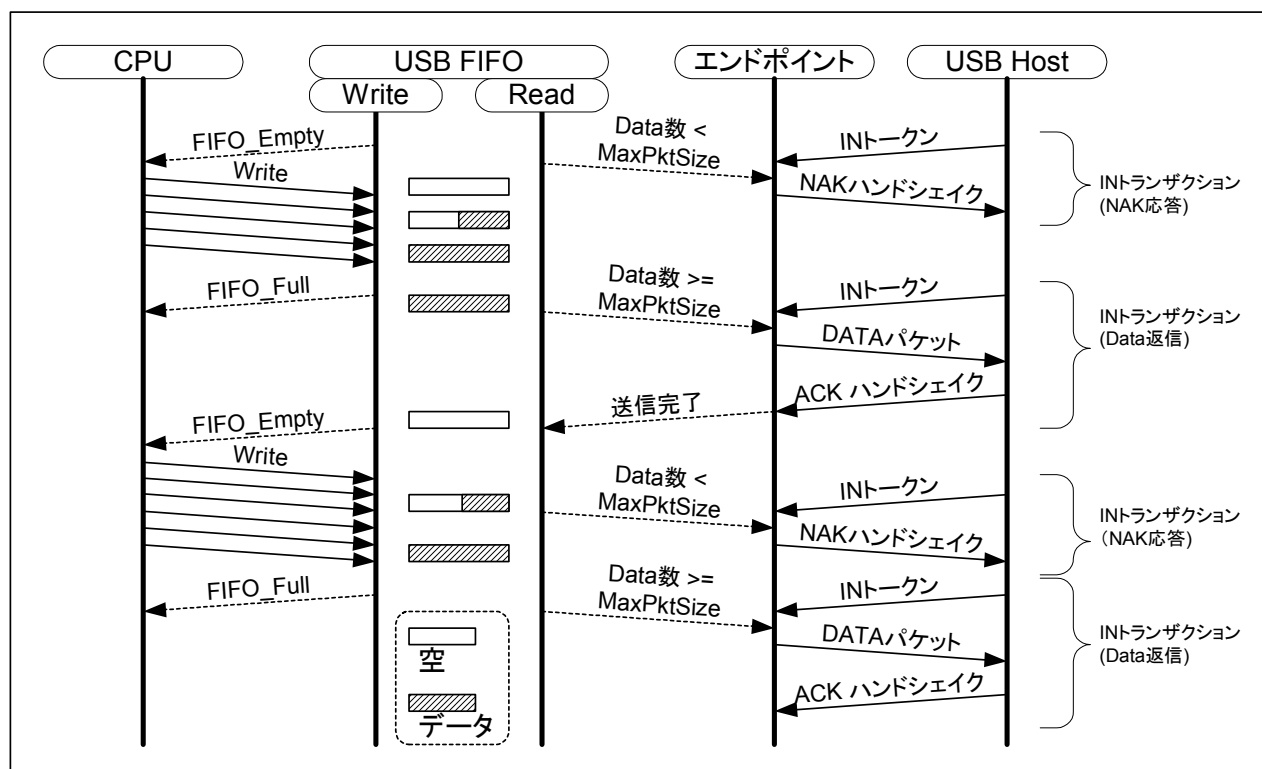 CPU
USB FIFO
エンドポイント
USB Host
Write
Read
FIFO_Empty
Data数 <
MaxPktSize
INトークン
Write
NAKハンドシェイク
INトランザクション
(NAK応答)
FIFO_Full
Data数 >=
MaxPktSize
INトークン
DATAパケット
INトランザクション
(Data返信)
ACK ハンドシェイク
送信完了
FIFO_Empty
Write
Data数 <
MaxPktSize
INトークン
NAKハンドシェイク
INトランザクション
(NAK応答)
FIFO_Full
Data数 >=
MaxPktSize
INトークン
DATAパケット
INトランザクション
(Data返信)
空
ACK ハンドシェイク
データ